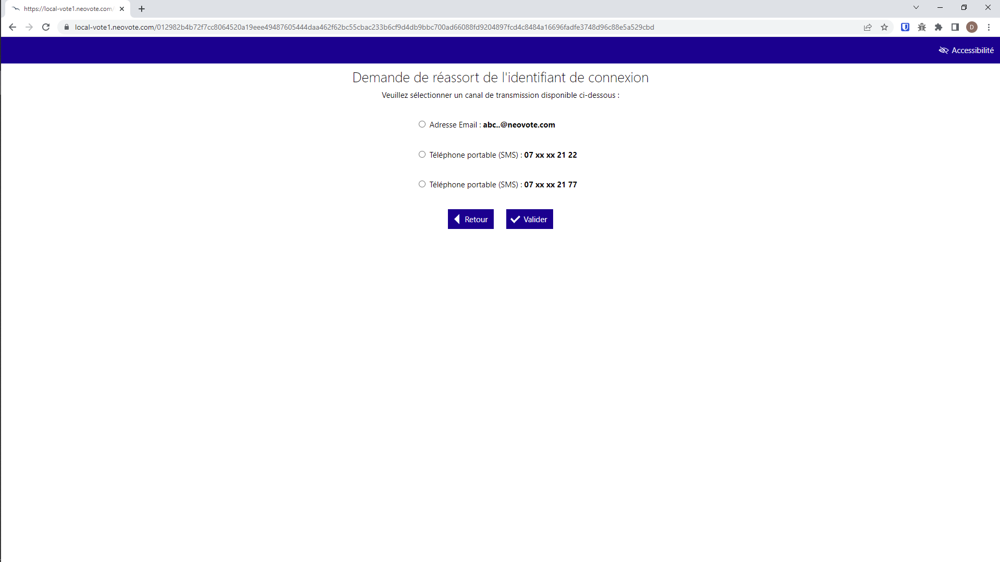 https://local-vote1.neovote.com/
local-vote1.neovote.com/012982b4b72f7cc8064520a19eee49487605444daa462f62bc55cbac233b6cf9d4db9bbc700ad66088fd9204897fcd4c8484a16696fadfe3748d96c88e5a529cbd
D
Accessibilité
Demande de réassort de l'identifiant de connexion
Veuillez sélectionner un canal de transmission disponible ci-dessous :
Adresse Email : abc..@neovote.com
Téléphone portable (SMS) : 07 xx xx 21 22
Téléphone portable (SMS) : 07 xx xx 21 77
Retour
Valider